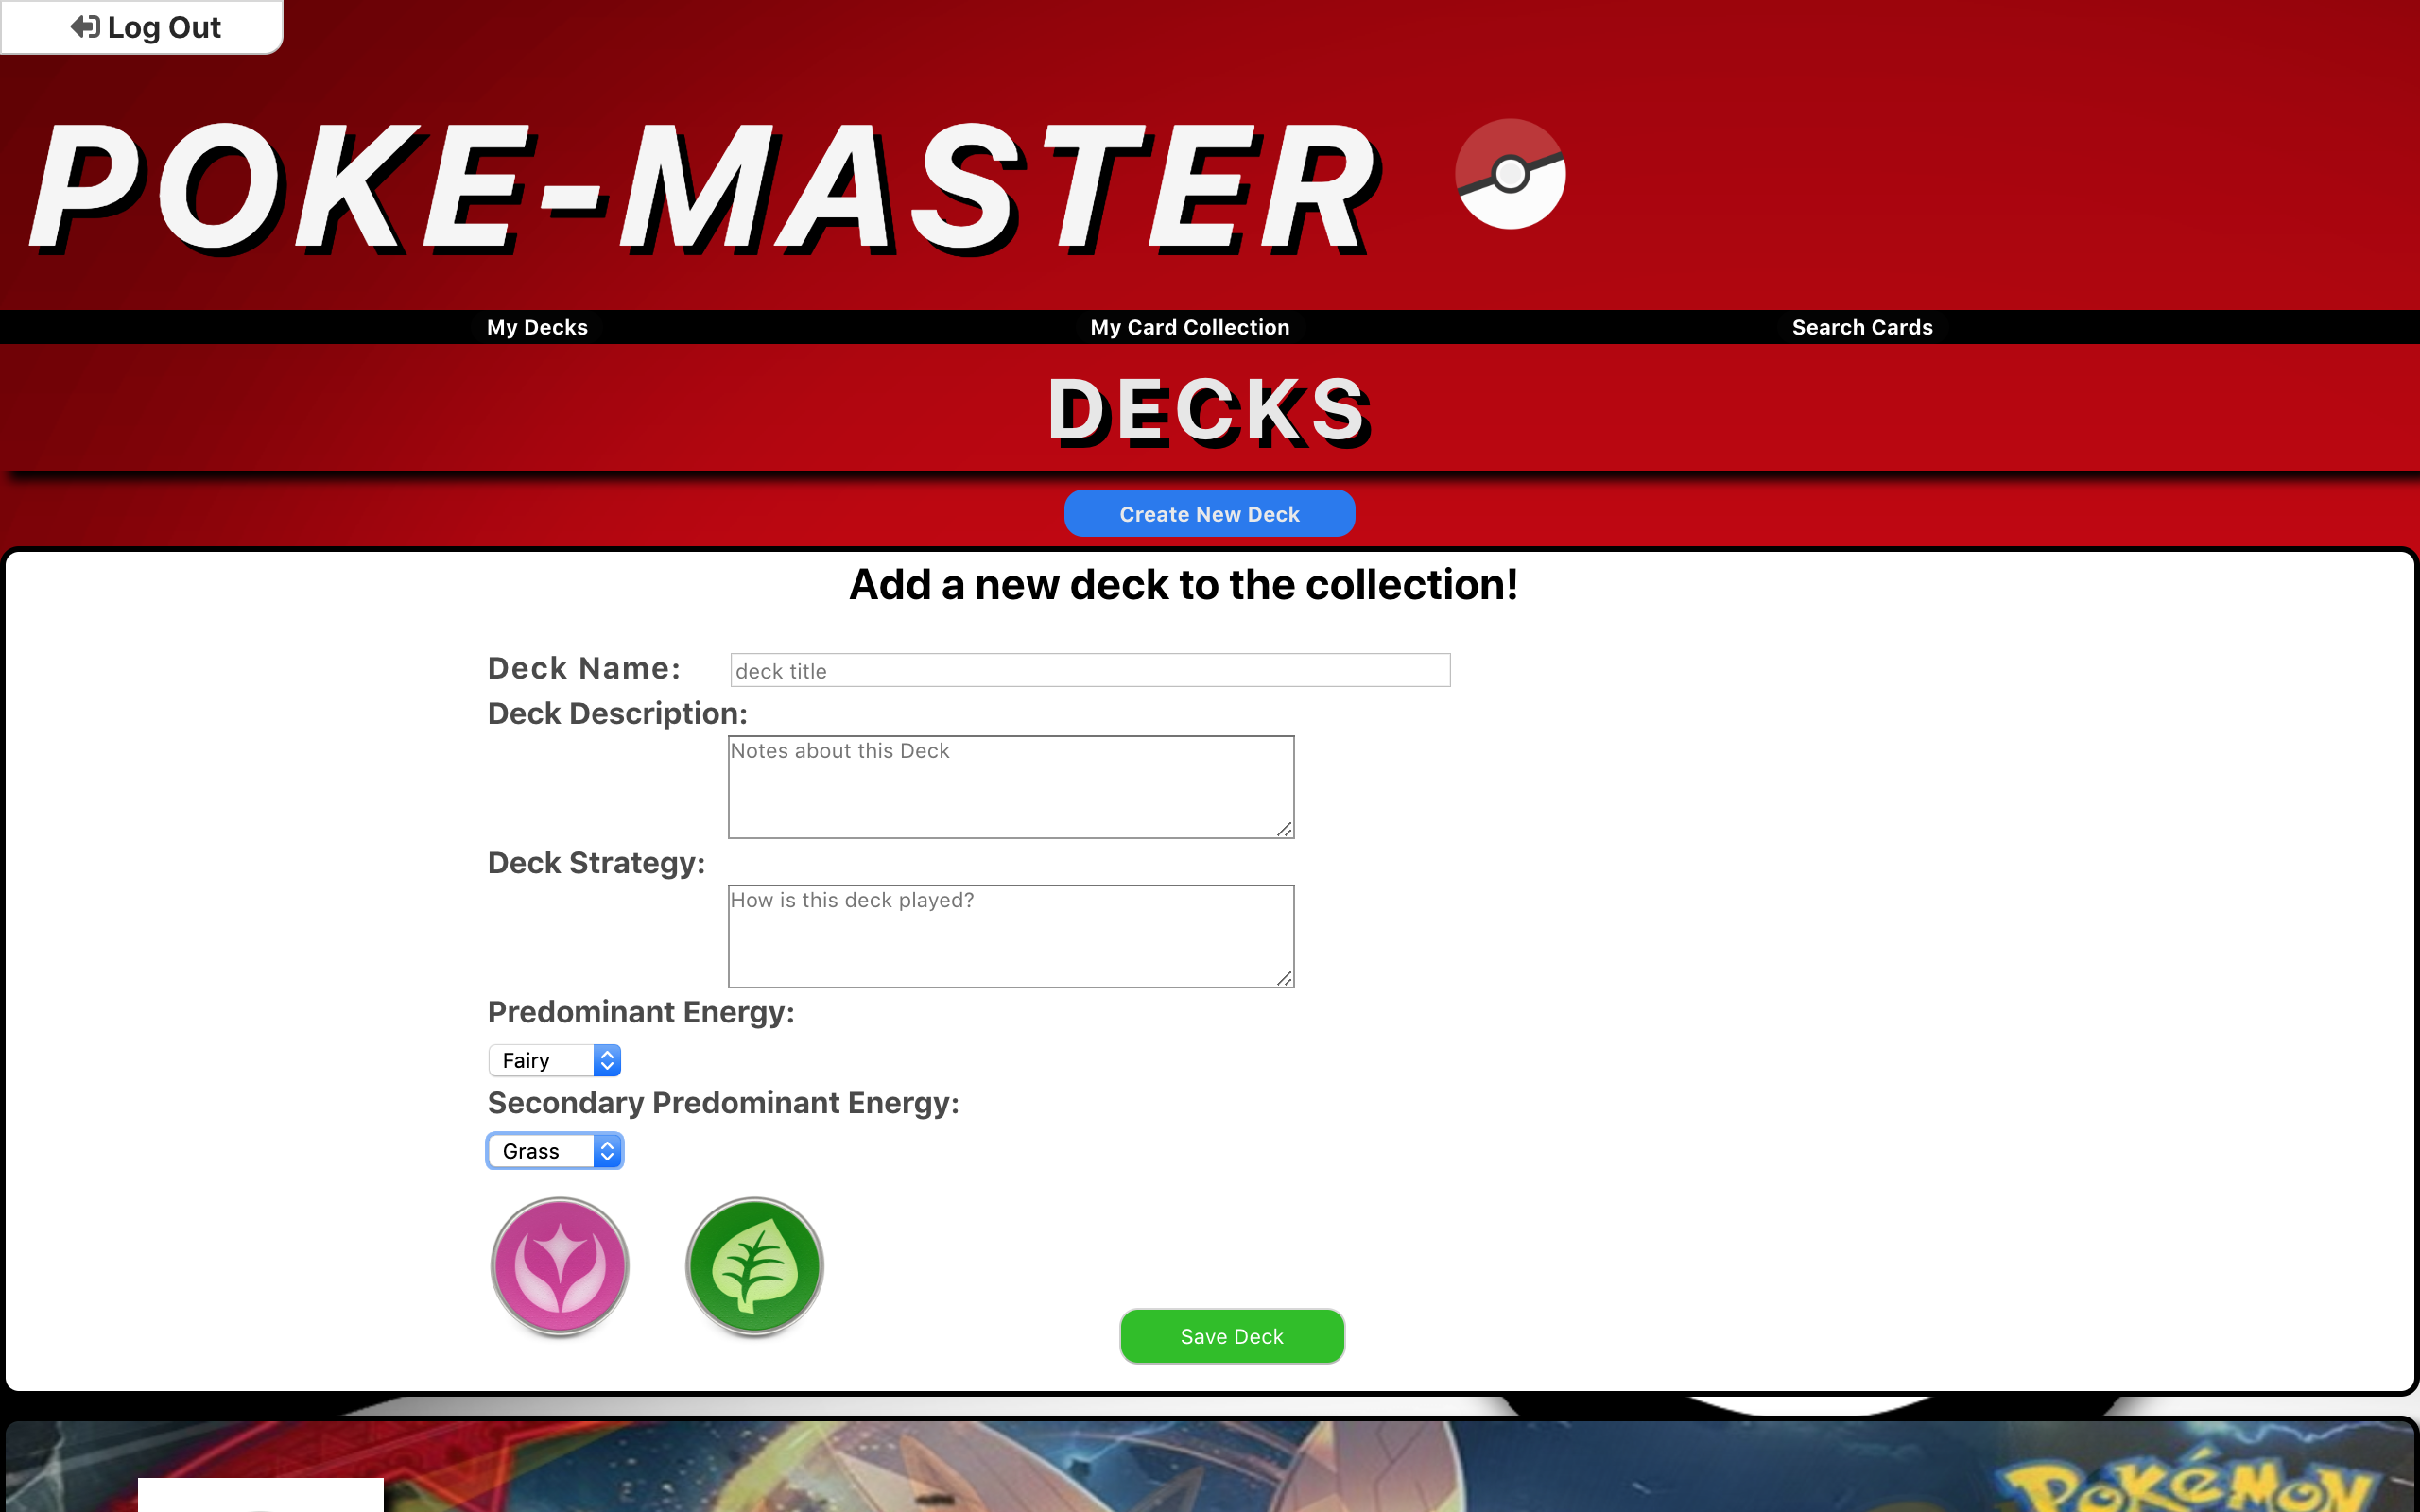 Log Out
POKE-MASTER
My Decks My Card Collection Search Cards
DECKS
Create New Deck
Add a new deck to the collection!
Deck Name: deck title
Deck Description:
Notes about this Deck
Deck Strategy:
How is this deck played?
Predominant Energy:
Fairy
Secondary Predominant Energy:
Grass
Save Deck
POKéMON